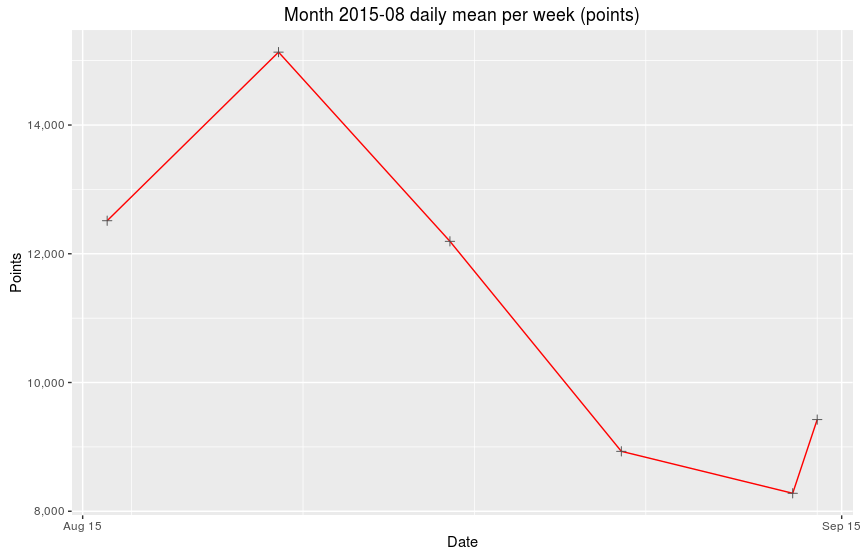 Month 2015-08 daily mean per week (points)
Points
14,000
12,000
10,000
8,000
Aug 15
Sep 15
Date